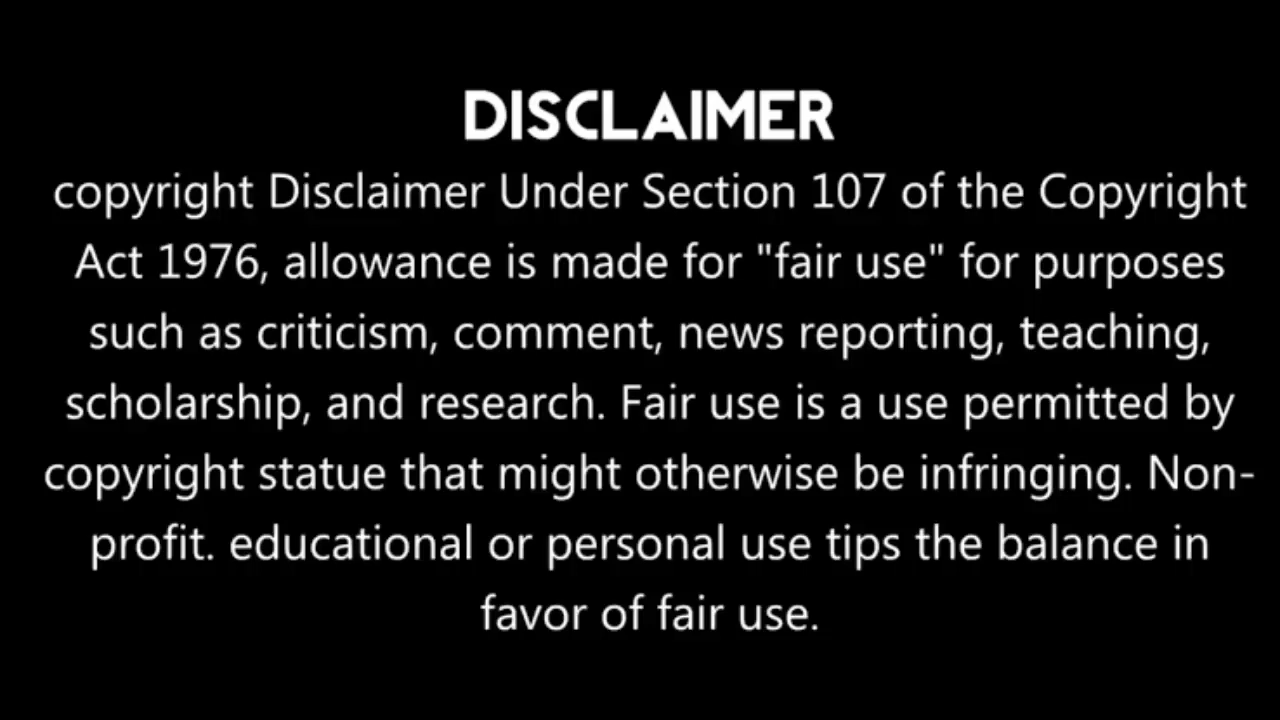 DISCLAIMER
copyright Disclaimer Under Section 107 of the Copyright
Act 1976, allowance is made for "fair use" for purposes
such as criticism, comment, news reporting, teaching,
scholarship, and research. Fair use is a use permitted by
copyright statue that might otherwise be infringing. Non-
profit. educational or personal use tips the balance in
favor of fair use.